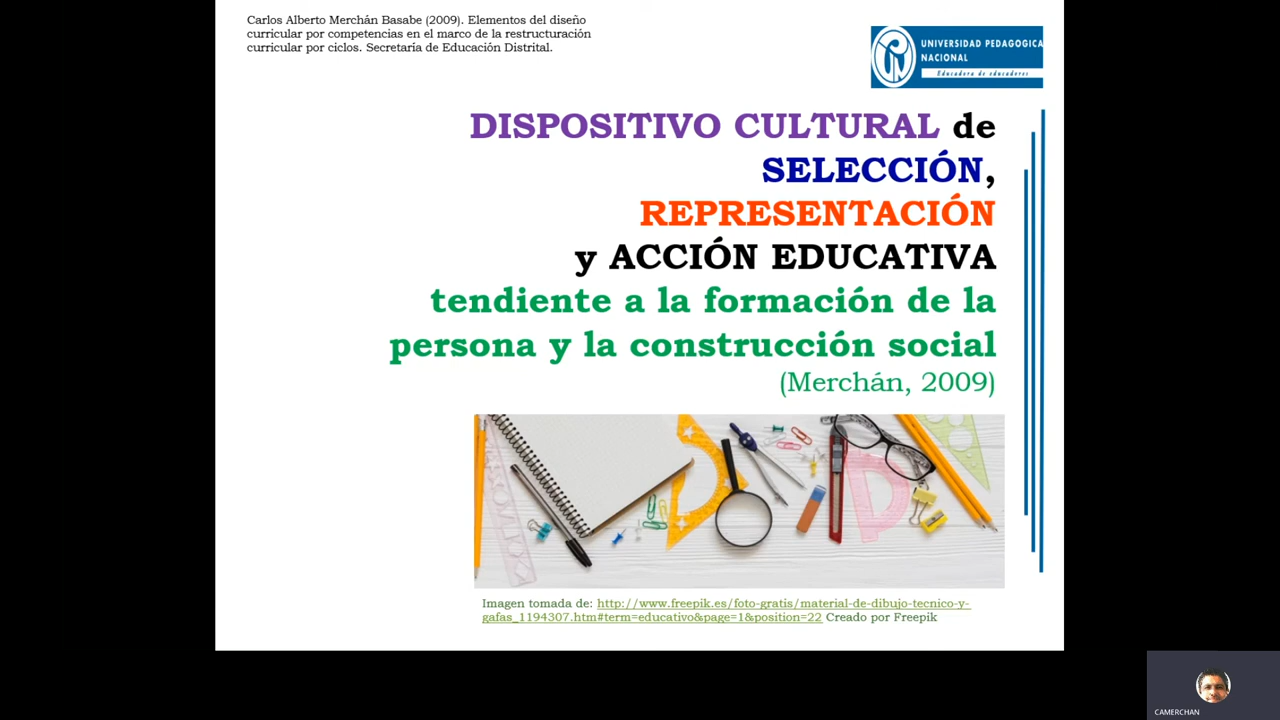 Carlos Alberto Merchán Basabe (2009). Elementos del diseño
curricular por competencias en el marco de la restructuración
curricular por ciclos. Secretaría de Educación Distrital.
UNIVERSIDAD PEDAGOGICA
NACIONAL
Educadora de educadores
DISPOSITIVO CULTURAL de
SELECCIÓN,
REPRESENTACIÓN
y ACCIÓN EDUCATIVA
tendiente a la formación de la
persona y la construcción social
(Merchán, 2009)
Imagen tomada de: http://www.freepik.es/foto-gratis/material-de-dibujo-tecnico-y-
gafas_1194307.htm#term=educativo&page=1&position=22 Creado por Freepik
CAMERCHAN